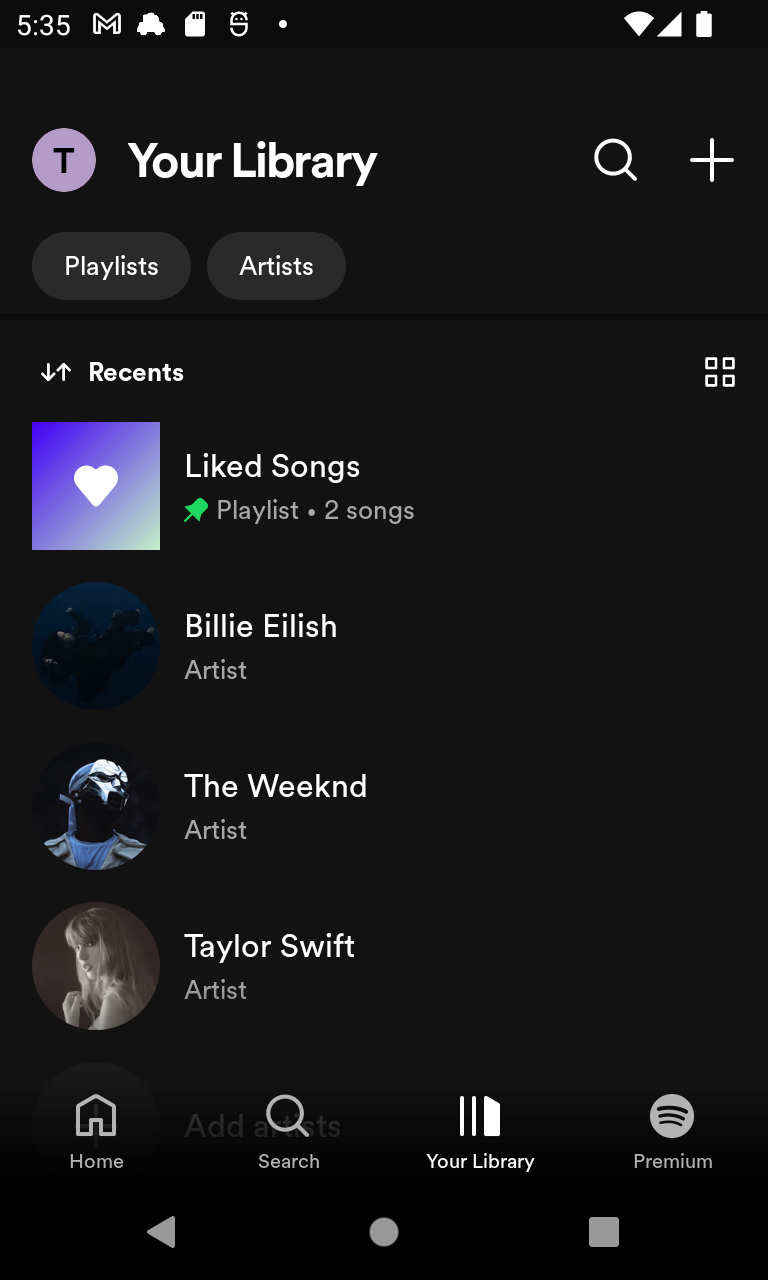 5:35
T
Your Library
Playlists
Artists
Recents
Liked Songs
Playlist • 2 songs
Billie Eilish
Artist
The Weeknd
Artist
Taylor Swift
Artist
Add artists
Home
Search
Your Library
Premium